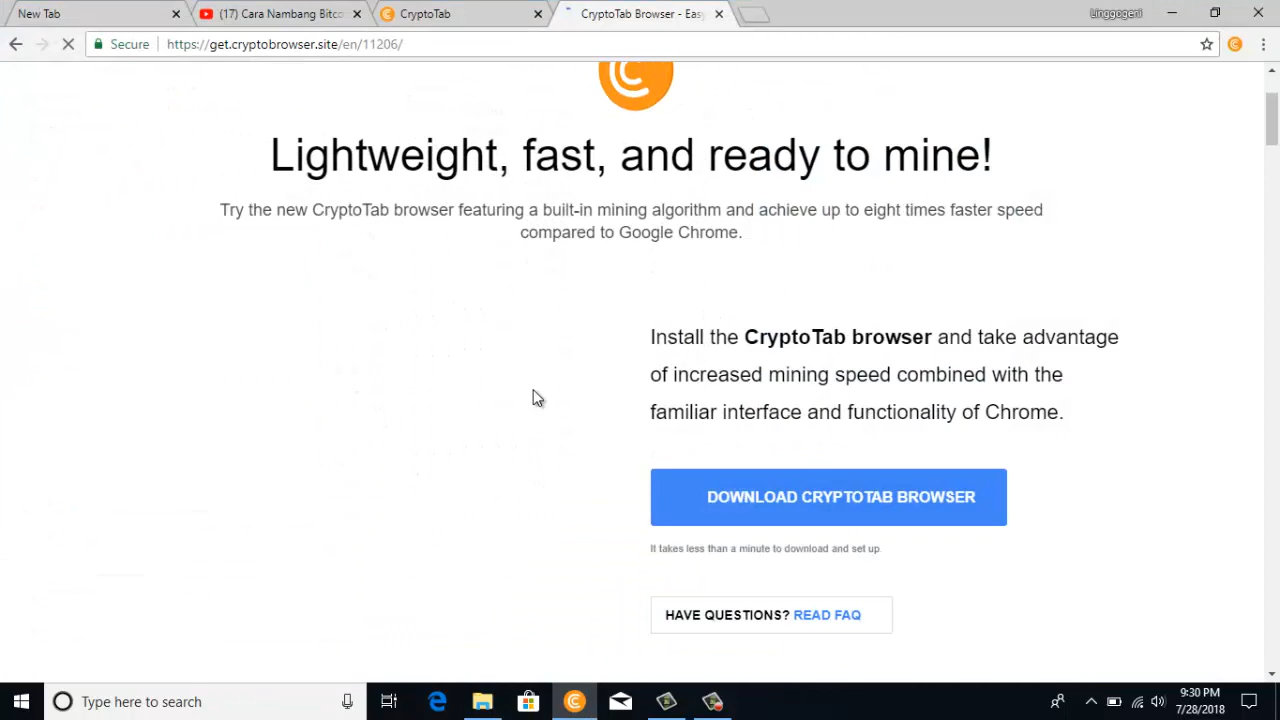 New Tab
(17) Cara Nambang Bitc
CryptoTab
CryptoTab Browser - Eas
Linggogeni
Secure
https://get.cryptobrowser.site/en/11206/
Lightweight, fast, and ready to mine!
Try the new CryptoTab browser featuring a built-in mining algorithm and achieve up to eight times faster speed
compared to Google Chrome.
Install the CryptoTab browser and take advantage
of increased mining speed combined with the
familiar interface and functionality of Chrome.
DOWNLOAD CRYPTOTAB BROWSER
It takes less than a minute to download and set up.
HAVE QUESTIONS? READ FAQ
Type here to search
9:30 PM
7/28/2018